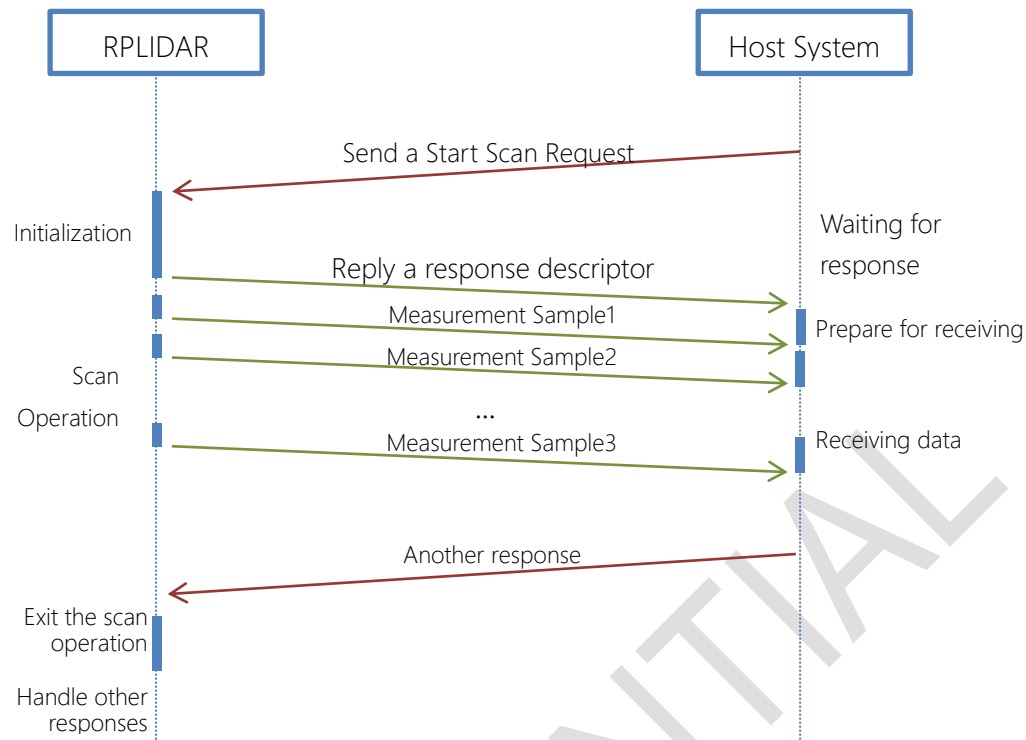 RPLIDAR
Host System
Send a Start Scan Request
Initialization
Waiting for
response
Reply a response descriptor
Measurement Sample1
Prepare for receiving
Measurement Sample2
Scan
Operation
...
Measurement Sample3
Receiving data
Another response
Exit the scan
operation
Handle other
responses
NTIAL